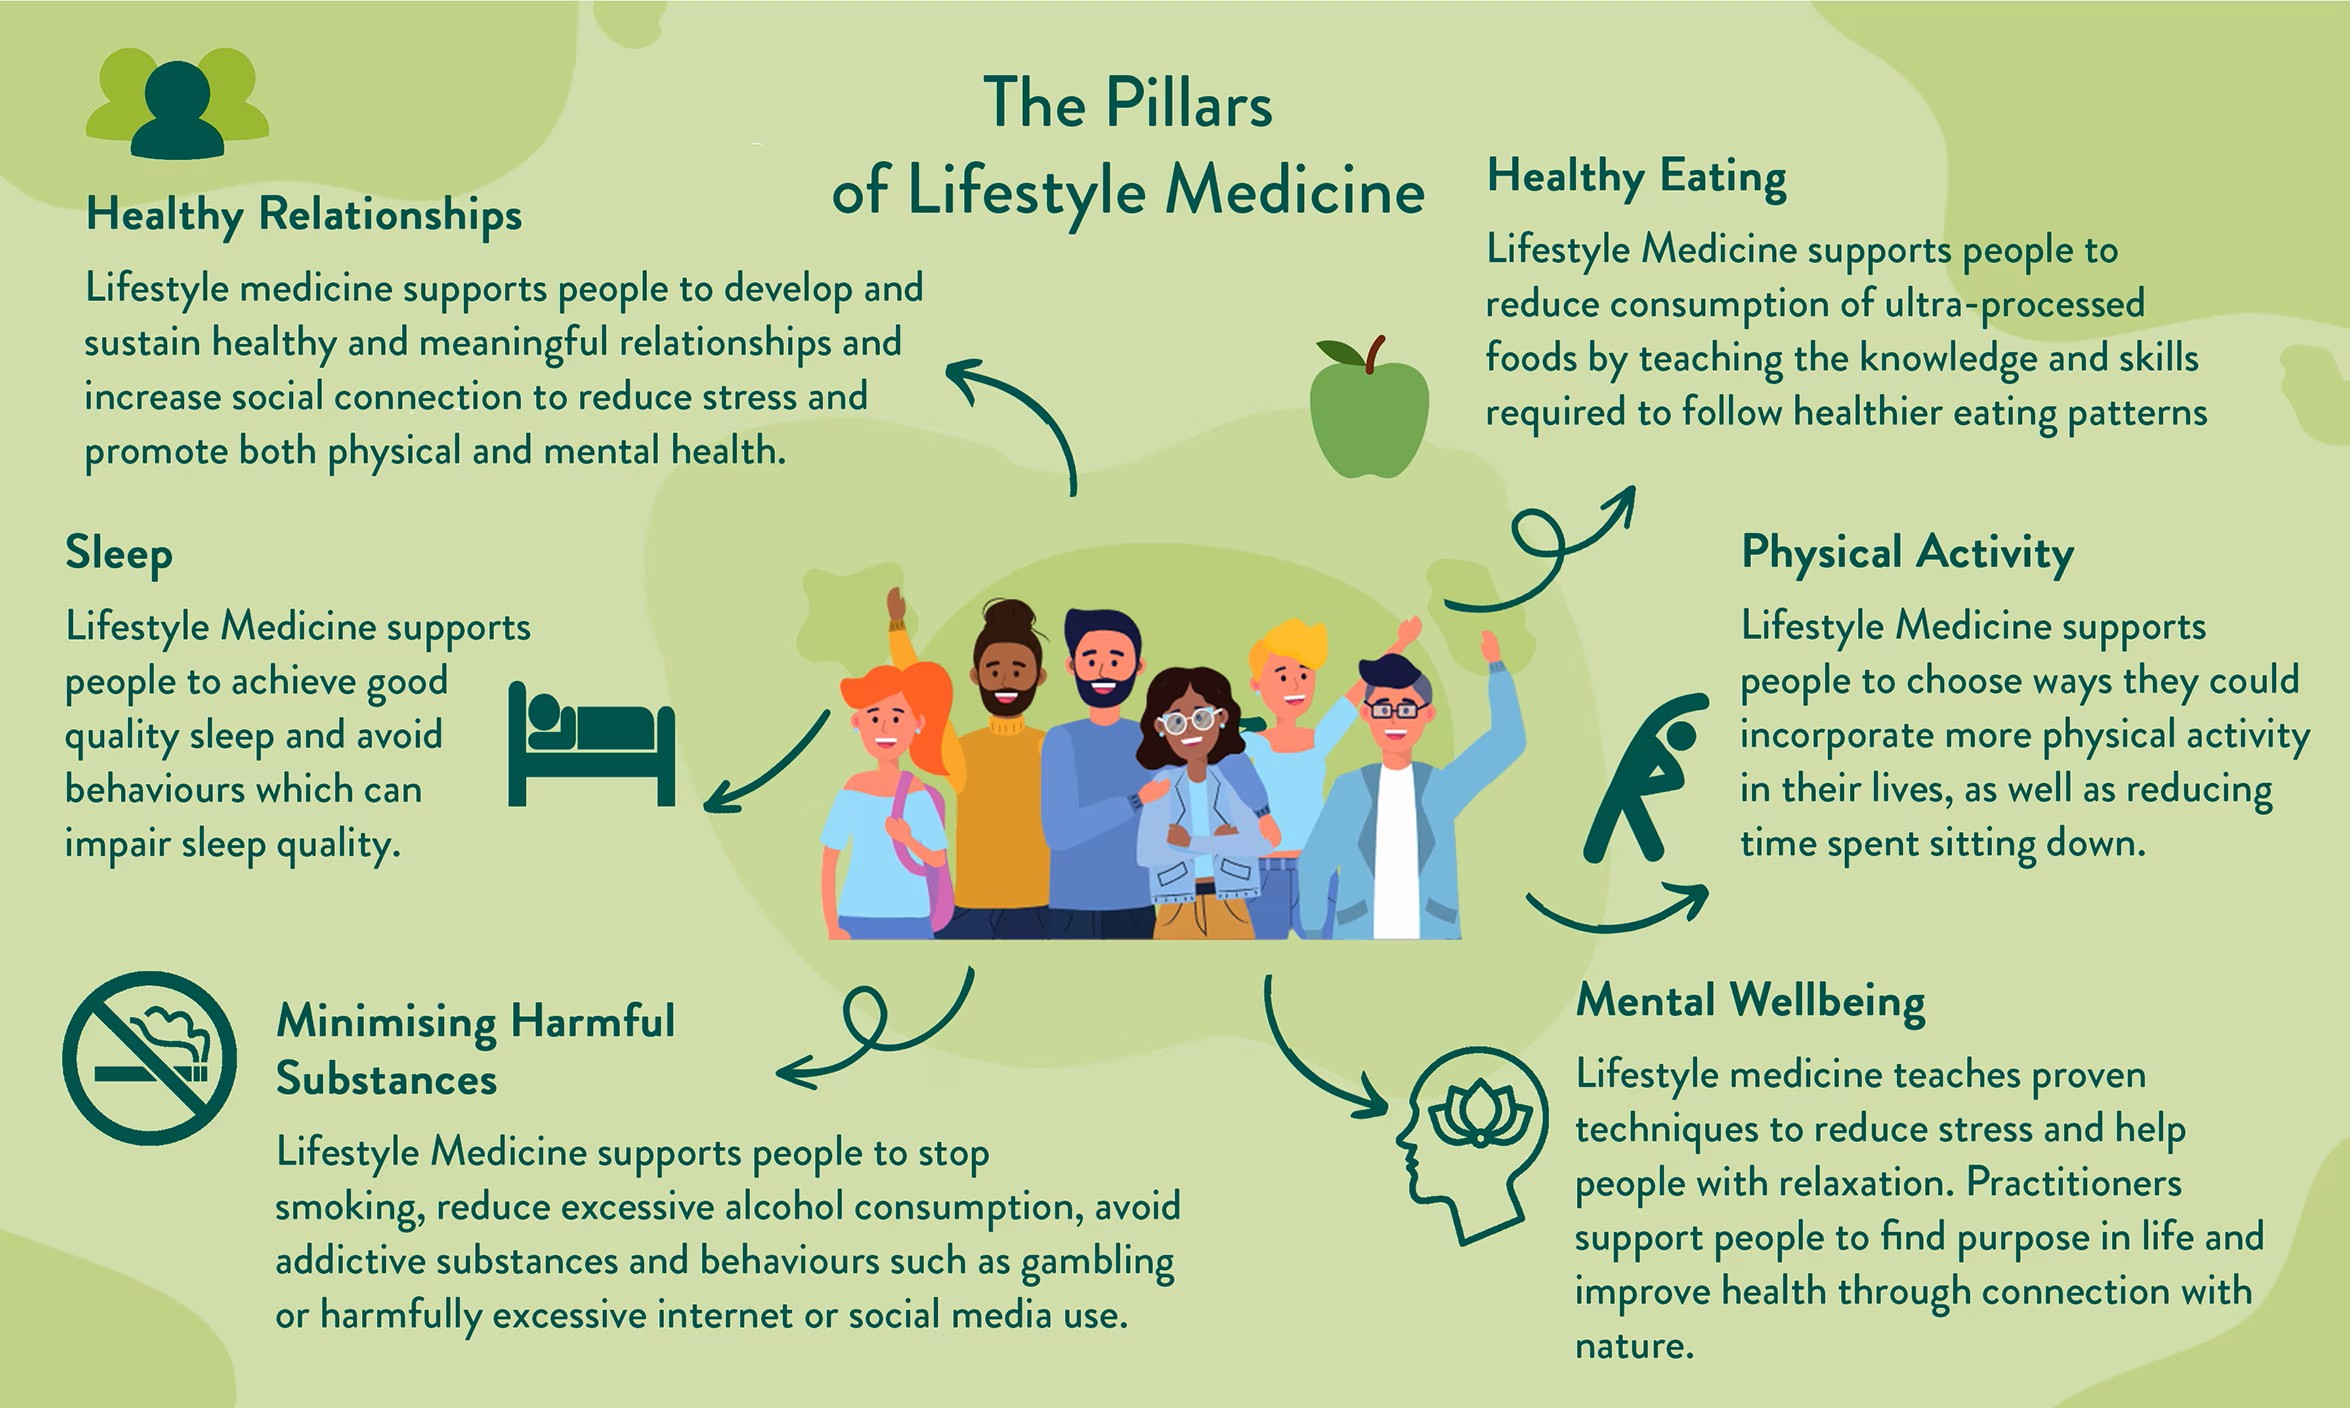 The Pillars
of Lifestyle Medicine
Healthy Relationships
Lifestyle medicine supports people to develop and
sustain healthy and meaningful relationships and
increase social connection to reduce stress and
promote both physical and mental health.
Healthy Eating
Lifestyle Medicine supports people to
reduce consumption of ultra-processed
foods by teaching the knowledge and skills
required to follow healthier eating patterns
Sleep
Lifestyle Medicine supports
people to achieve good
quality sleep and avoid
behaviours which can
impair sleep quality.
Physical Activity
Lifestyle Medicine supports
people to choose ways they could
incorporate more physical activity
in their lives, as well as reducing
time spent sitting down.
Minimising Harmful
Substances
Lifestyle Medicine supports people to stop
smoking, reduce excessive alcohol consumption, avoid
addictive substances and behaviours such as gambling
or harmfully excessive internet or social media use.
Mental Wellbeing
Lifestyle medicine teaches proven
techniques to reduce stress and help
people with relaxation. Practitioners
support people to find purpose in life and
improve health through connection with
nature.